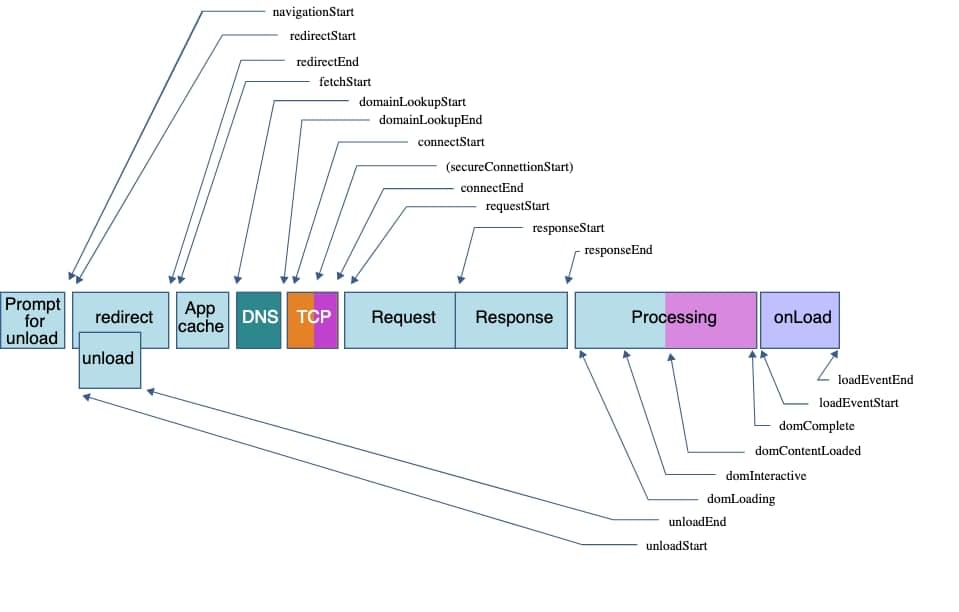 navigationStart
redirectStart
redirectEnd
fetchStart
domainLookupStart
domainLookupEnd
connectStart
(secureConnettionStart)
connectEnd
requestStart
responseStart
responseEnd
Prompt
for
unload
redirect
unload
App
cache
DNS
TCP
Request
Response
Processing
onLoad
loadEventEnd
loadEventStart
domComplete
domContentLoaded
domInteractive
domLoading
unloadEnd
unloadStart